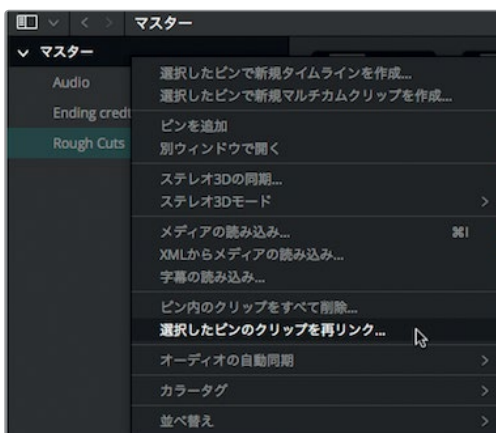 マスター
マスター
Audio
Ending credt
Rough Cuts
選択したビンで新規タイムラインを作成...
選択したビンで新規マルチカムクリップを作成...
ビンを追加
別ウィンドウで開く
ステレオ3Dの同期...
ステレオ3Dモード
メディアの読み込み... ⌘I
XMLからメディアの読み込み...
字幕の読み込み...
ビン内のクリップをすべて削除...
選択したビンのクリップを再リンク...
オーディオの自動同期
カラータグ
並べ替え